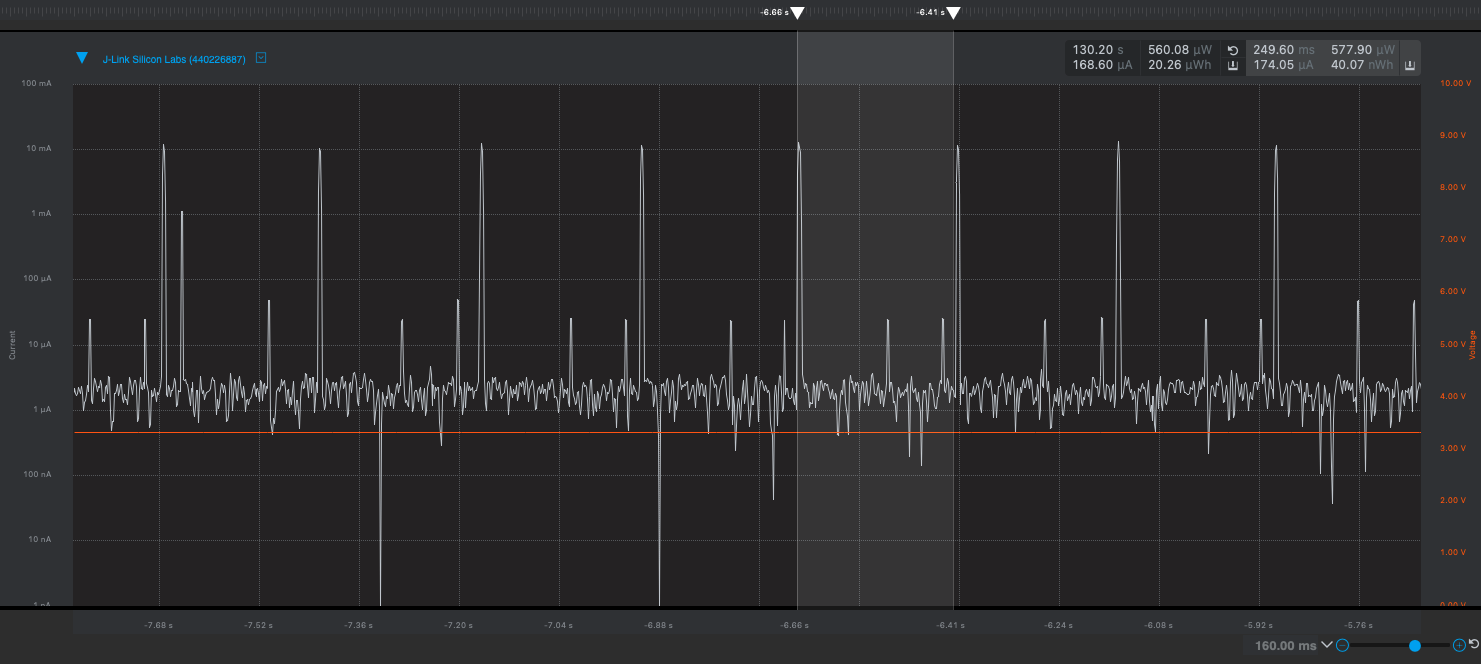 -6.66 s -6.41 s
J-Link Silicon Labs (440226887)
130.20 s 560.08 µW 249.60 ms 577.90 µW
168.60 µA 20.26 µWh 174.05 µA 40.07 nWh
100 mA 10.00 V
10 mA 9.00 V
1 mA 8.00 V
7.00 V
100 µA 6.00 V
10 µA 5.00 V
Current Voltage
1 µA 4.00 V
3.00 V
100 nA 2.00 V
10 nA 1.00 V
1 nA 0.00 V
-7.68 s -7.52 s -7.36 s -7.20 s -7.04 s -6.88 s -6.66 s -6.41 s -6.24 s -6.08 s -5.92 s -5.76 s
160.00 ms